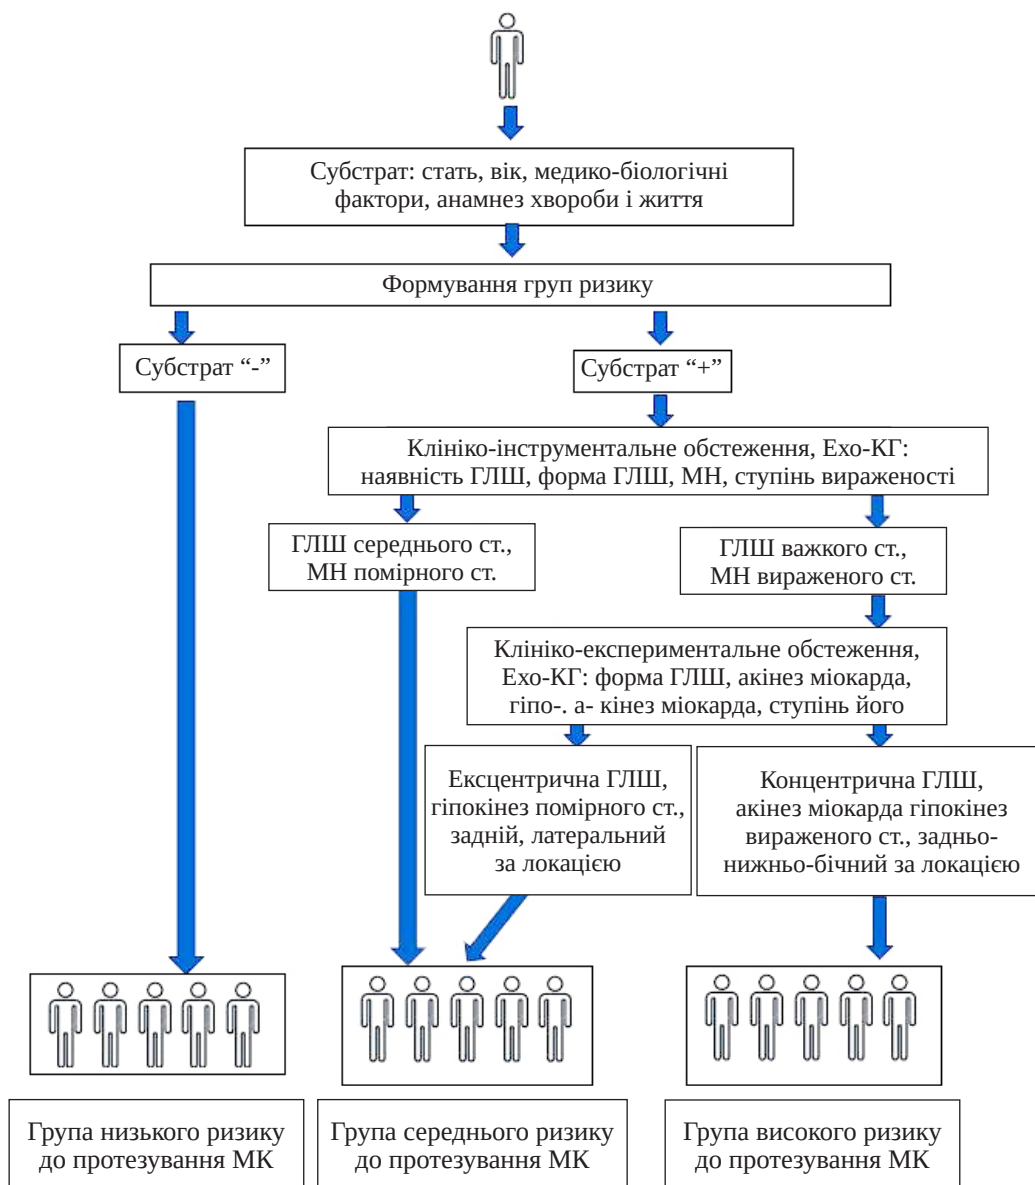 Субстрат: стать, вік, медико-біологічні
фактори, анамнез хвороби і життя
Формування груп ризику
Субстрат “-”
Субстрат “+”
Клініко-інструментальне обстеження, Ехо-КГ:
наявність ГЛШ, форма ГЛШ, МН, ступінь вираженості
ГЛШ середнього ст.,
МН помірного ст.
ГЛШ важкого ст.,
МН вираженого ст.
Клініко-експериментальне обстеження,
Ехо-КГ: форма ГЛШ, акінез міокарда,
гіпо-. а- кінез міокарда, ступінь його
Ексцентрична ГЛШ,
гіпокінез помірного ст.,
задній, латеральний
за локацією
Концентрична ГЛШ,
акінез міокарда гіпокінез
вираженого ст., задньо-
нижньо-бічний за локацією
Група низького ризику
до протезування МК
Група середнього ризику
до протезування МК
Група високого ризику
до протезування МК